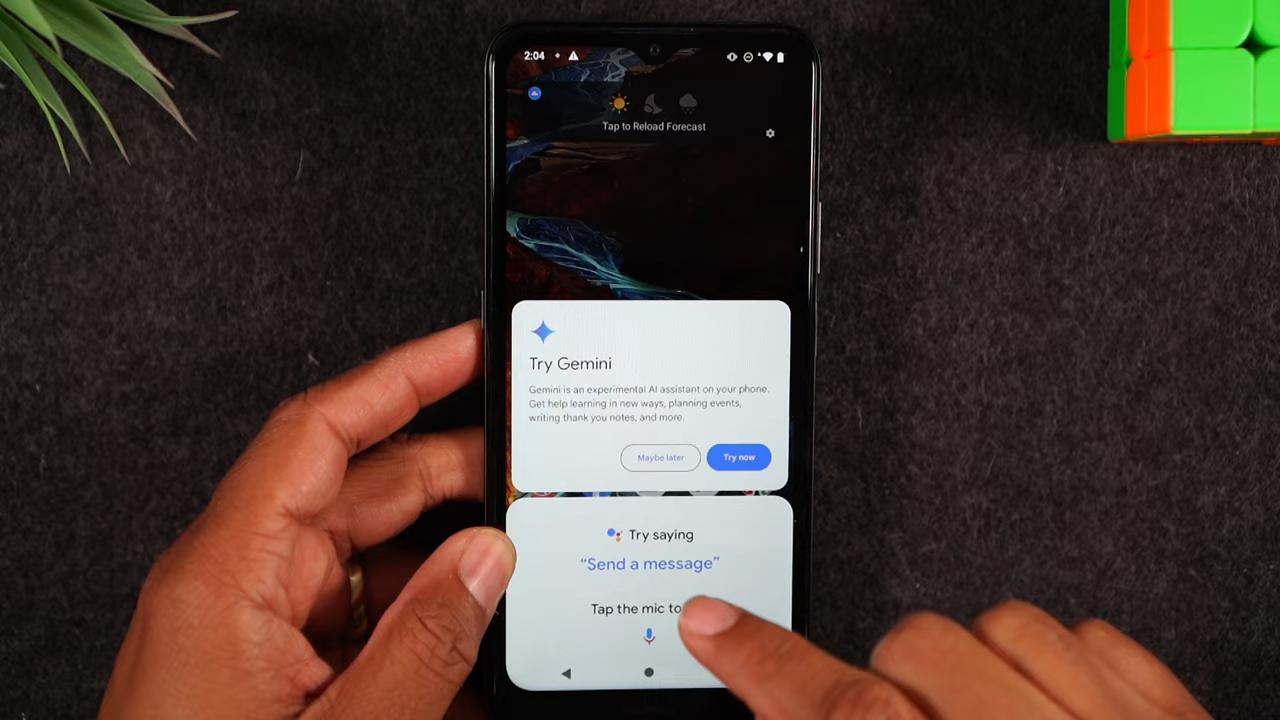 2:04
Tap to Reload Forecast
Try Gemini
Gemini is an experimental AI assistant on your phone.
Get help learning in new ways, planning events,
writing thank you notes, and more.
Maybe later
Try now
Try saying
“Send a message”
Tap the mic to